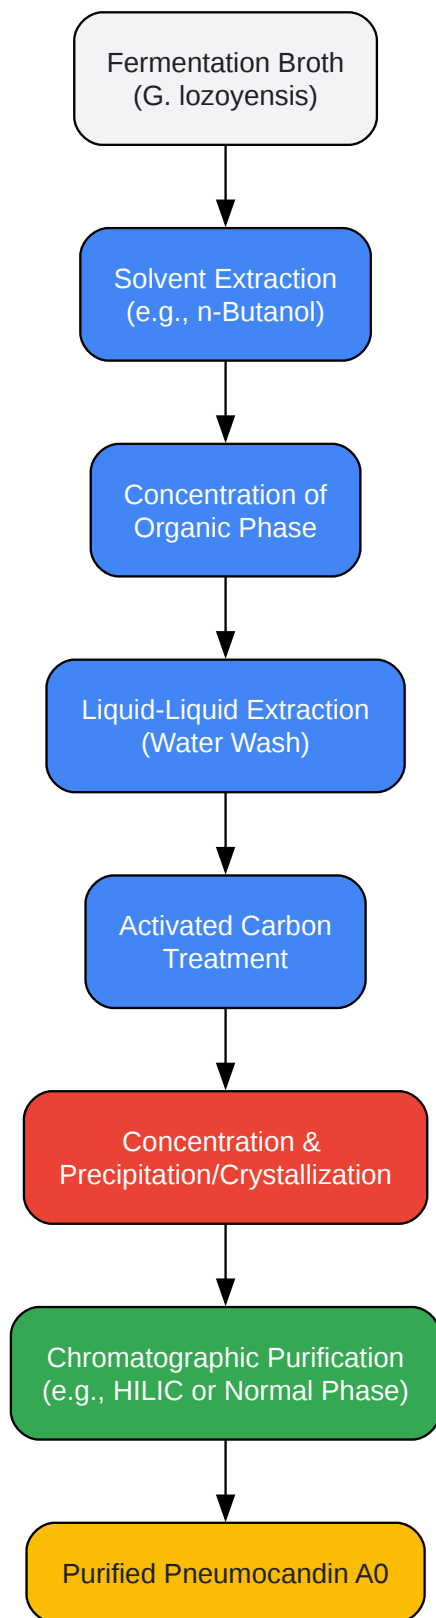 Fermentation Broth
(G. lozoyensis)
Solvent Extraction
(e.g., n-Butanol)
Concentration of
Organic Phase
Liquid-Liquid Extraction
(Water Wash)
Activated Carbon
Treatment
Concentration &
Precipitation/Crystallization
Chromatographic Purification
(e.g., HILIC or Normal Phase)
Purified Pneumocandin A0